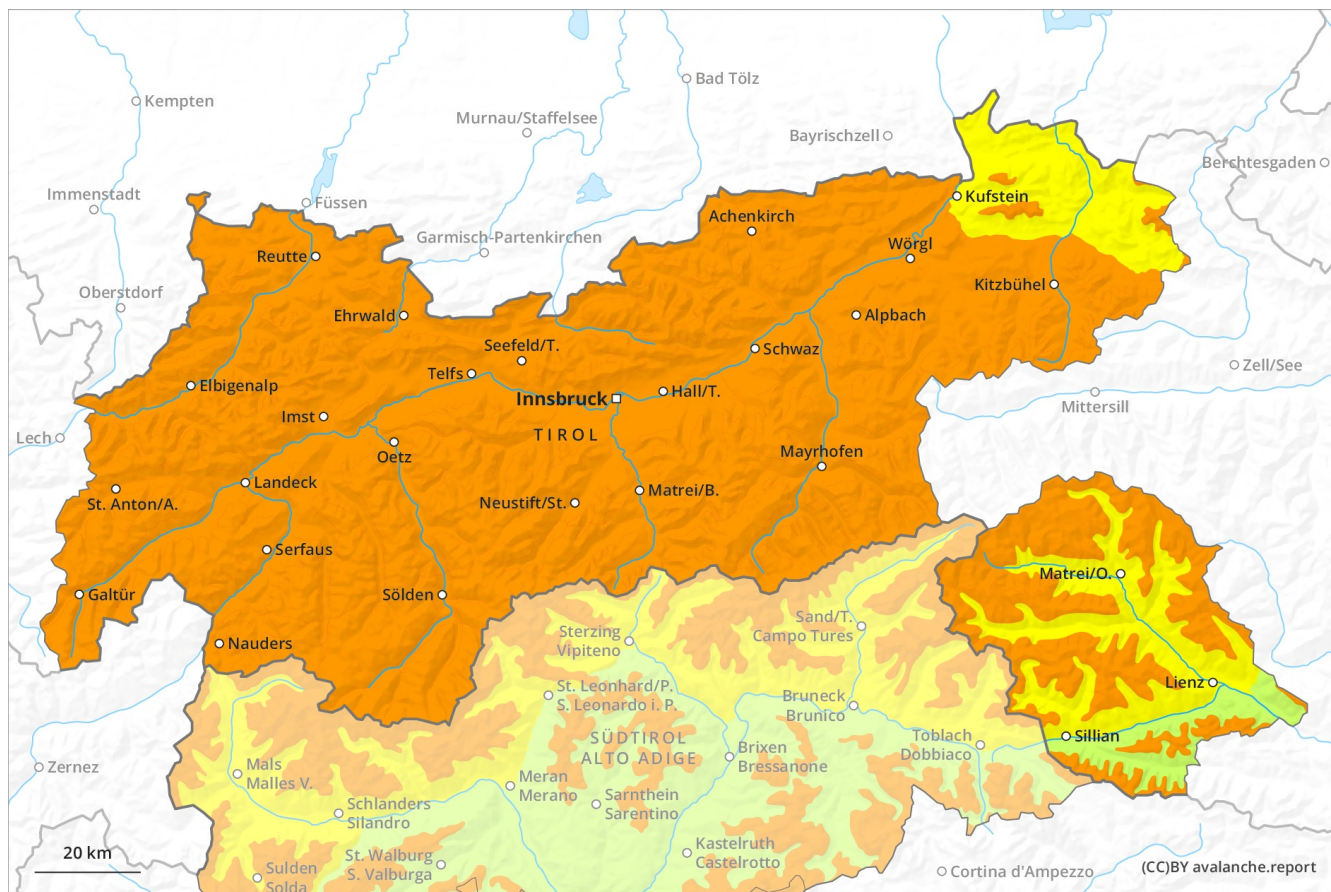 Bad Tölz
Kempten
Murnau/Staffelsee
Bayrischzell
Berchtesgaden
Immenstadt
Füssen
Kufstein
Achenkirch
Garmisch-Partenkirchen
Wörgl
Reutte
Kitzbühel
Oberstdorf
Ehrwald
Alpbach
Seefeld/T.
Schwaz
Zell/See
Telfs
Elbigenalp
Hall/T.
Innsbruck
Mittersill
Imst
Lech
TIROL
Oetz
Mayrhofen
Landeck
St. Anton/A.
Neustift/St.
Matrei/B.
Serfaus
Matrei/O.
Galtür
Sölden
Sand/T.
Campo Tures
Sterzing
Vipiteno
Nauders
Lienz
St. Leonhard/P.
S. Leonardo i. P.
Bruneck
Brunico
Sillian
SÜDTIROL
ALTO ADIGE
Toblach
Dobbiaco
Brixen
Bressanone
Zernez
Mals
Malles V.
Meran
Merano
Sarnthein
Sarentino
Schlanders
Silandro
Kastelruth
Castelrotto
20 km
St. Walburg
S. Valburga
Sulden
Solda
Cortina d'Ampezzo
(CC)BY avalanche.report